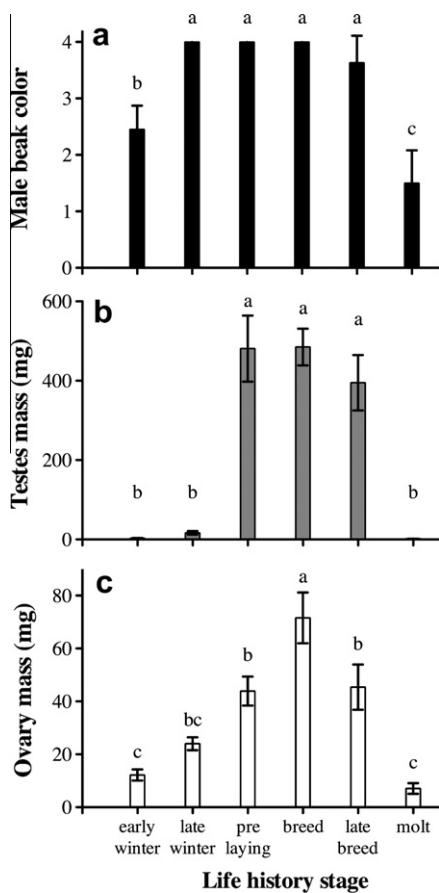 a
Male beak color
4
3
2
1
0
b
a
a
a
a
c
b
Testes mass (mg)
600
400
200
0
b
b
a
a
a
b
c
Ovary mass (mg)
80
60
40
20
0
c
bc
b
a
b
c
early winter
late winter
pre laying
breed
late breed
molt
Life history stage